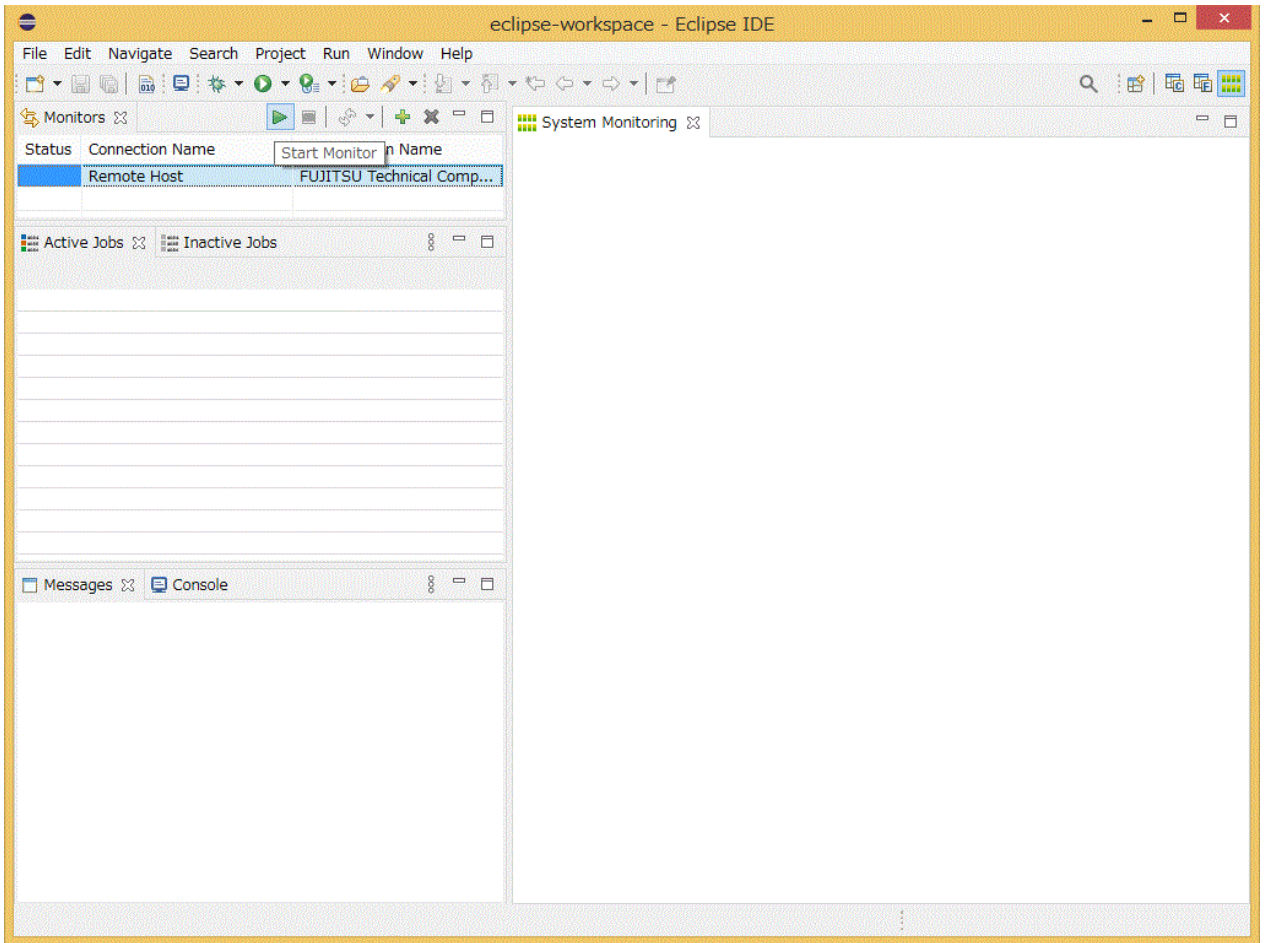 eclipse-workspace - Eclipse IDE
File Edit Navigate Search Project Run Window Help
Monitors
System Monitoring
Status Connection Name n Name
Start Monitor
Remote Host FUJITSU Technical Comp...
Active Jobs Inactive Jobs
Messages Console